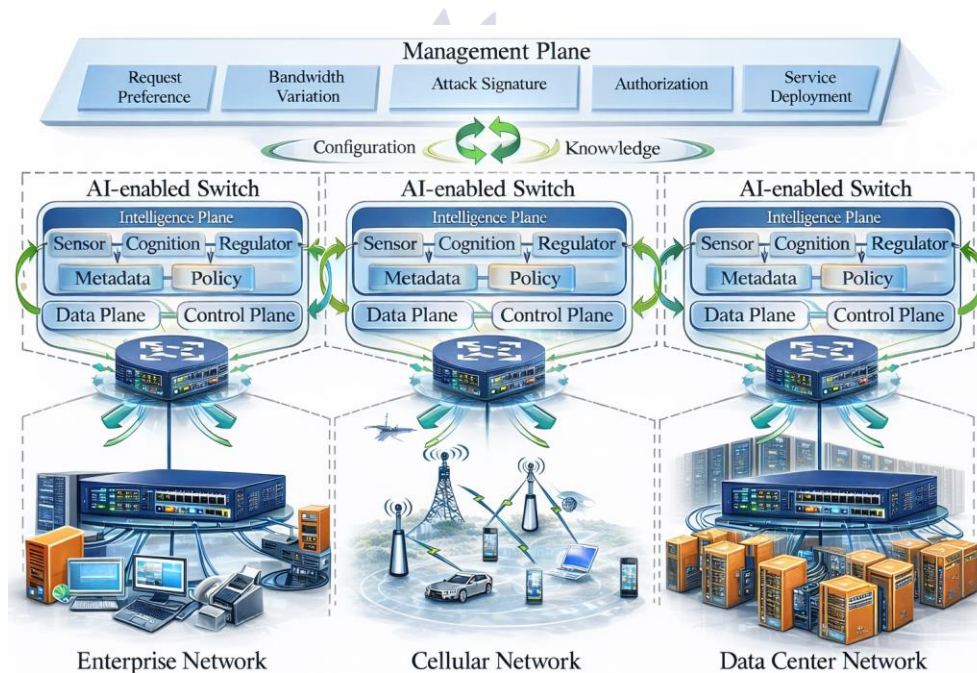 Management Plane
Request
Preference
Bandwidth
Variation
Attack Signature
Authorization
Service
Deployment
Configuration
Knowledge
AI-enabled Switch
Intelligence Plane
Sensor
Cognition
Regulator
Metadata
Policy
Data Plane
Control Plane
AI-enabled Switch
Intelligence Plane
Sensor
Cognition
Regulator
Metadata
Policy
Data Plane
Control Plane
AI-enabled Switch
Intelligence Plane
Sensor
Cognition
Regulator
Metadata
Policy
Data Plane
Control Plane
Enterprise Network
Cellular Network
Data Center Network